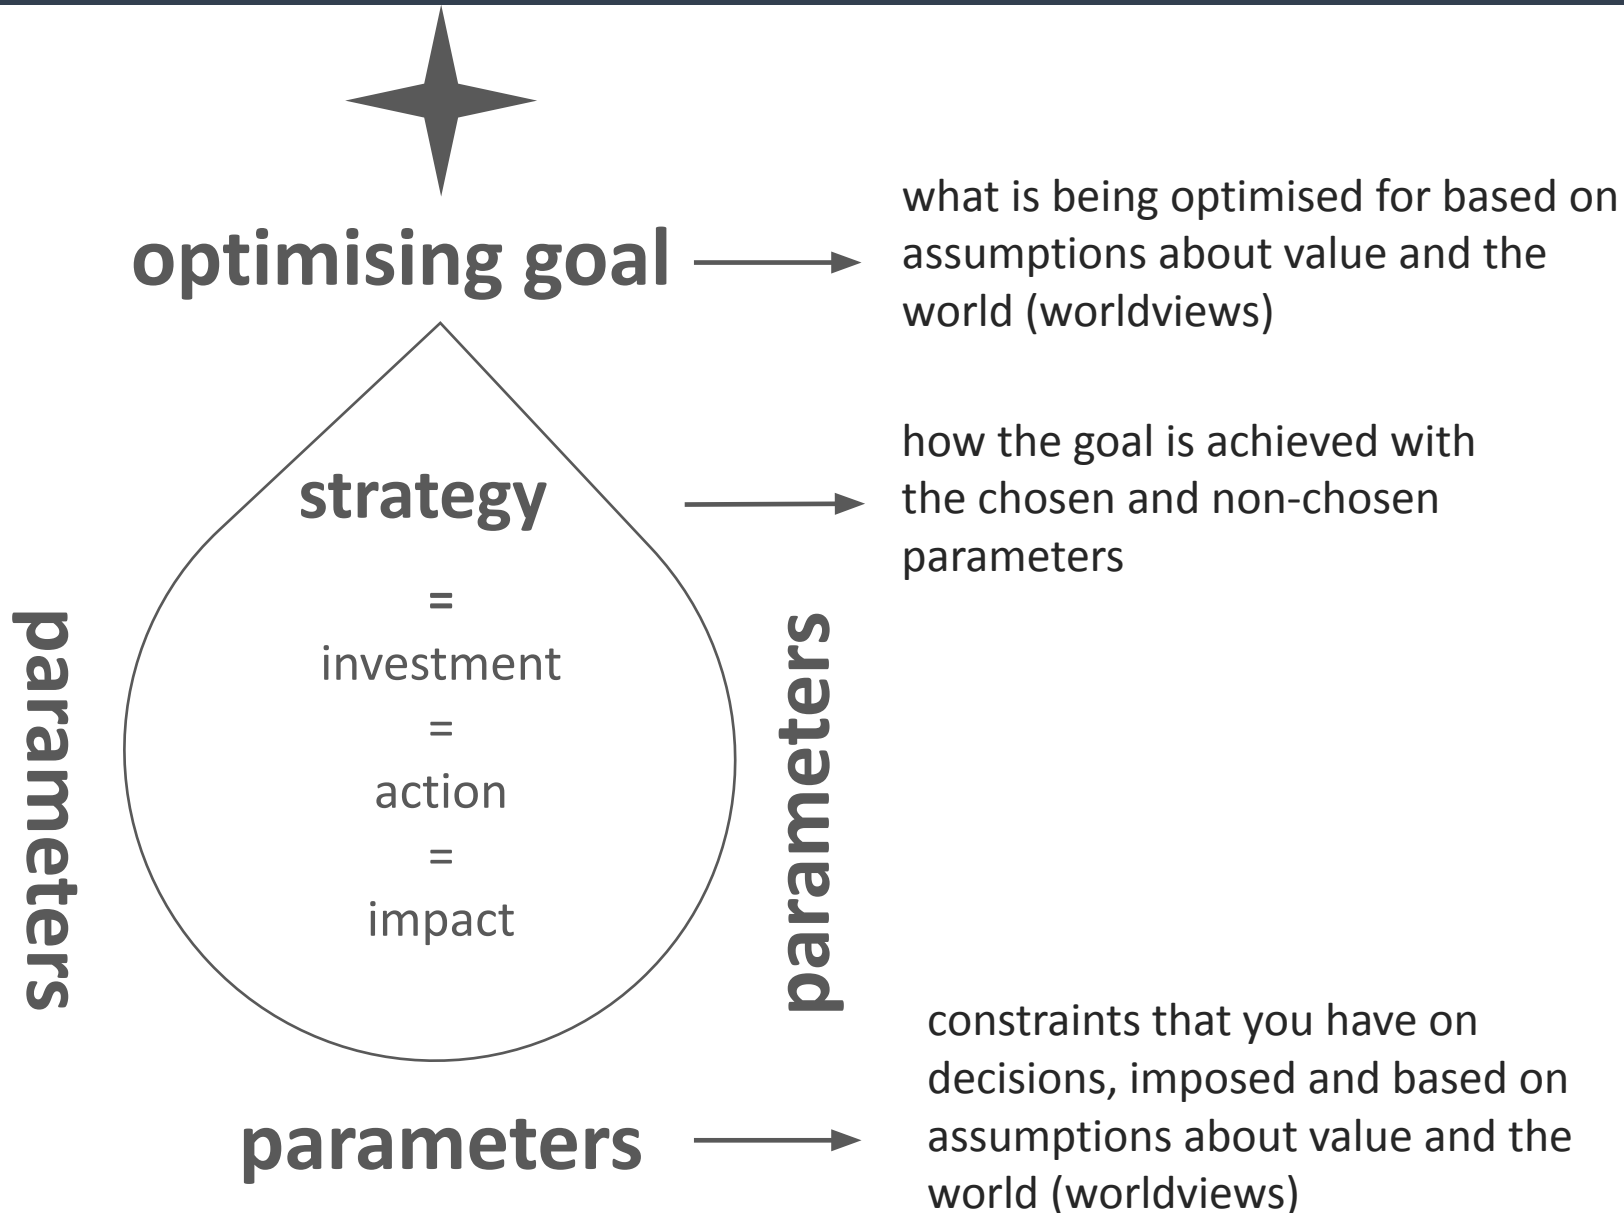 optimising goal
what is being optimised for based on
assumptions about value and the
world (worldviews)
strategy
how the goal is achieved with
the chosen and non-chosen
parameters
=
investment
=
action
=
impact
parameters
parameters
parameters
constraints that you have on
decisions, imposed and based on
assumptions about value and the
world (worldviews)